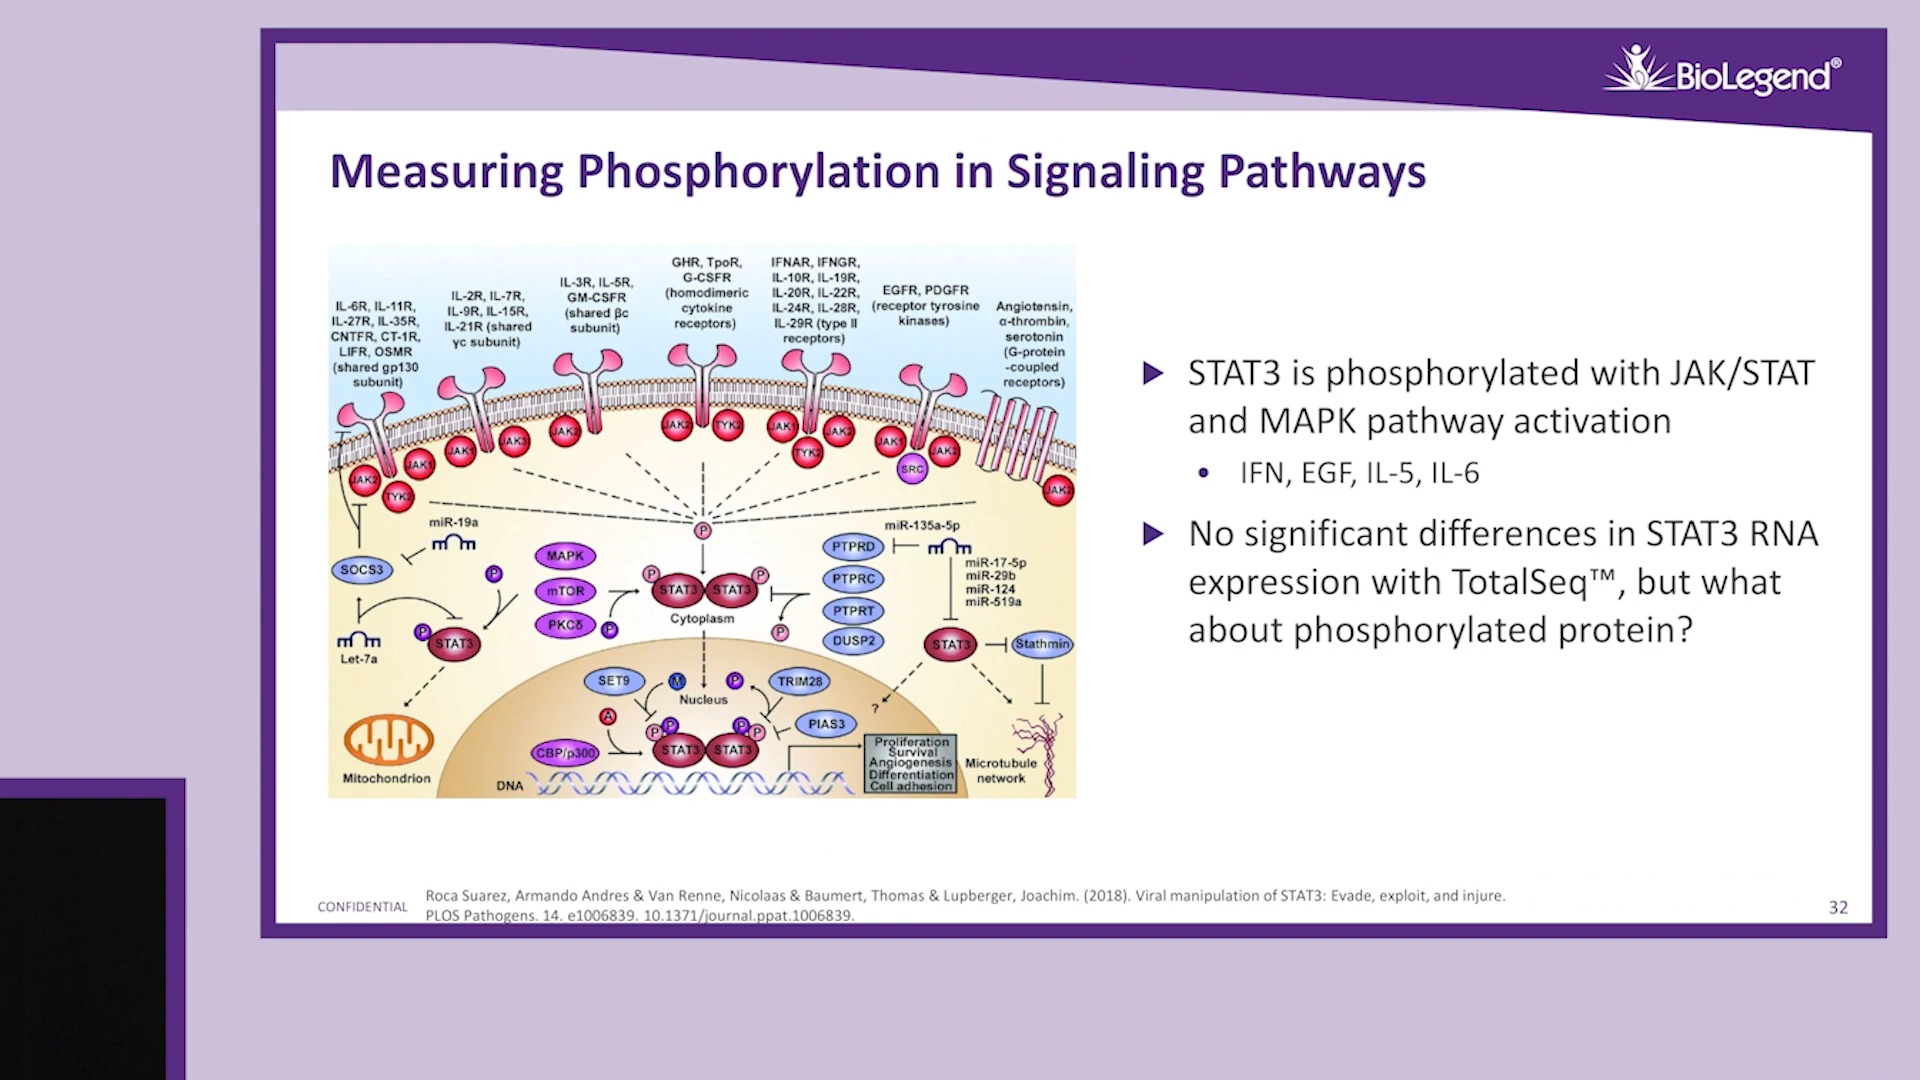 BioLegend®
Measuring Phosphorylation in Signaling Pathways
IL-6R, IL-11R,
IL-27R, IL-35R,
CNTFR, CT-1R,
LIFR, OSMR
(shared gp130
subunit)
IL-2R, IL-7R,
IL-9R, IL-15R,
IL-21R (shared
γc subunit)
IL-3R, IL-5R,
GM-CSFR
(shared βc
subunit)
GHR, TpoR,
G-CSFR
(homodimeric
cytokine
receptors)
IFNAR, IFNGR,
IL-10R, IL-19R,
IL-20R, IL-22R,
IL-24R, IL-28R,
IL-29R (type II
receptors)
EGFR, PDGFR
(receptor tyrosine
kinases)
Angiotensin,
α-thrombin,
serotonin
(G-protein
-coupled
receptors)
JAK2
JAK1
TYK2
JAK1
JAK3
JAK2
JAK2
TYK2
JAK1
JAK2
TYK2
JAK1
JAK2
SRC
JAK2
miR-19a
SOCS3
Let-7a
P
P
STAT3
Mitochondrion
MAPK
mTOR
PKCδ
P
P
P
P
STAT3
STAT3
Cytoplasm
P
PTPRD
PTPRC
PTPRT
DUSP2
miR-135a-5p
miR-17-5p
miR-29b
miR-124
miR-519a
STAT3
Stathmin
?
Microtubule
network
SET9
M
P
TRIM28
Nucleus
A
P
P
P
P
PIAS3
CBP/p300
STAT3
STAT3
DNA
Proliferation
Survival
Angiogenesis
Differentiation
Cell adhesion
STAT3 is phosphorylated with JAK/STAT
and MAPK pathway activation
• IFN, EGF, IL-5, IL-6
No significant differences in STAT3 RNA
expression with TotalSeq™, but what
about phosphorylated protein?
CONFIDENTIAL
Roca Suarez, Armando Andres & Van Renne, Nicolaas & Baumert, Thomas & Lupberger, Joachim. (2018). Viral manipulation of STAT3: Evade, exploit, and injure.
PLOS Pathogens. 14. e1006839. 10.1371/journal.ppat.1006839.
32